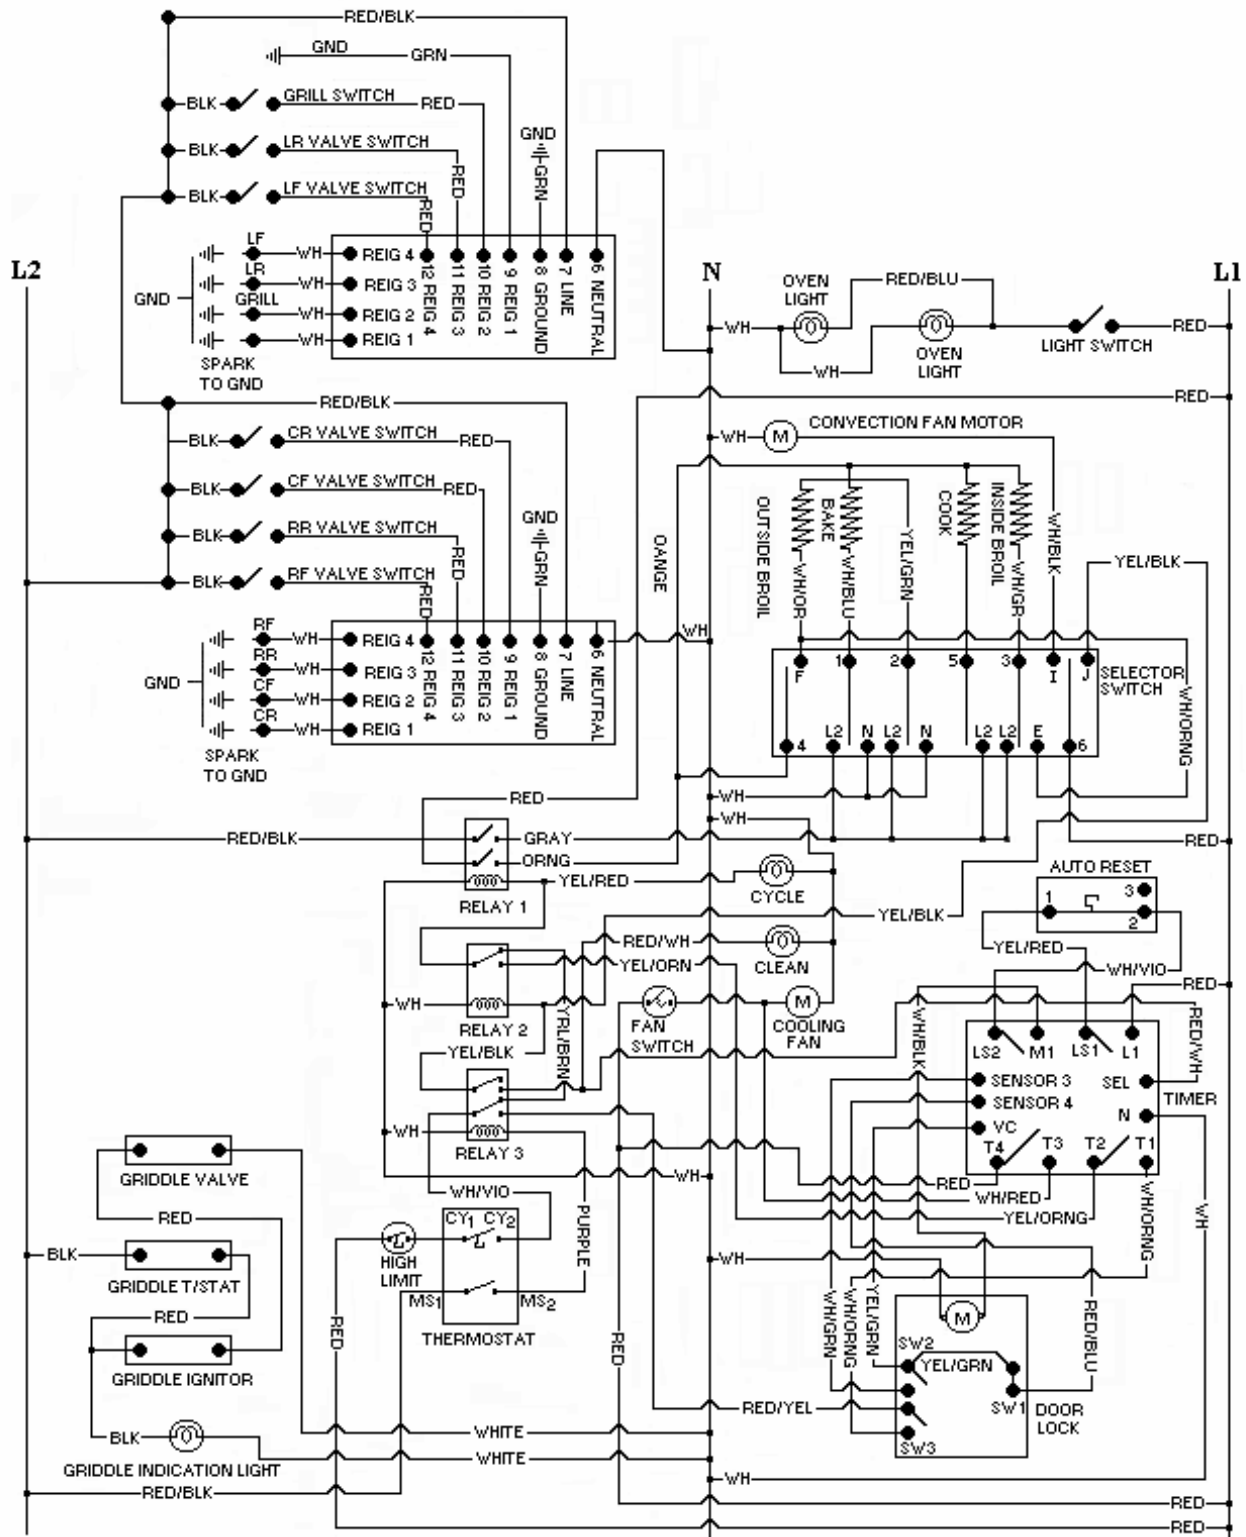 RED/BLK
GND
GRN
BLK
GRILL SWITCH
RED
GND
BLK
LR VALVE SWITCH
RED
GRN
BLK
LF VALVE SWITCH
RED
LF
WH
REIG 4
LR
WH
REIG 3
GRILL
GND
WH
REIG 2
WH
REIG 1
SPARK
TO GND
12 REIG 4
11 REIG 3
10 REIG 2
9 REIG 1
8 GROUND
7 LINE
6 NEUTRAL
L2
N
L1
OVEN
LIGHT
RED/BLU
WH
WH
OVEN
LIGHT
LIGHT SWITCH
RED
RED
RED/BLK
BLK
CR VALVE SWITCH
RED
BLK
CF VALVE SWITCH
RED
BLK
RR VALVE SWITCH
RED
BLK
RF VALVE SWITCH
RED
GND
GRN
WH
RF
WH
REIG 4
RR
WH
REIG 3
GND
CF
WH
REIG 2
CR
WH
REIG 1
SPARK
TO GND
12 REIG 4
11 REIG 3
10 REIG 2
9 REIG 1
8 GROUND
7 LINE
6 NEUTRAL
WH
M
CONVECTION FAN MOTOR
OANGE
OUTSIDE BROIL
WH/OR
BAKE
WH/BLU
YEL/GRN
COOK
INSIDE BROIL
WH/GR
WH/BLK
YEL/BLK
F
1
2
5
3
I
J
SELECTOR
SWITCH
4
L2
N
L2
N
L2
L2
E
6
WH/ORNG
RED
WH
WH
RED/BLK
GRAY
RED
ORNG
YEL/RED
RELAY 1
CYCLE
YEL/BLK
AUTO RESET
1
3
2
RED/WH
YEL/ORN
CLEAN
YEL/RED
WH/VIO
WH
RELAY 2
YRL/BRN
FAN
SWITCH
M
COOLING
FAN
WH/BLK
RED
RED/WH
YEL/BLK
LS2
M1
LS1
L1
SENSOR 3
SEL
SENSOR 4
TIMER
VC
N
T4
T3
T2
T1
WH
RELAY 3
WH
RED
WH/RED
YEL/ORNG
WH/ORNG
WH
GRIDDLE VALVE
RED
BLK
GRIDDLE T/STAT
RED
GRIDDLE IGNITOR
BLK
GRIDDLE INDICATION LIGHT
WH/VIO
PURPLE
CY1 CY2
HIGH
LIMIT
MS1
MS2
THERMOSTAT
RED
RED
WH
WH/GRN
WH/ORNG
YEL/GRN
M
RED/BLU
SW2
YEL/GRN
SW1
DOOR
LOCK
RED/YEL
SW3
WHITE
WHITE
RED/BLK
WH
RED
RED